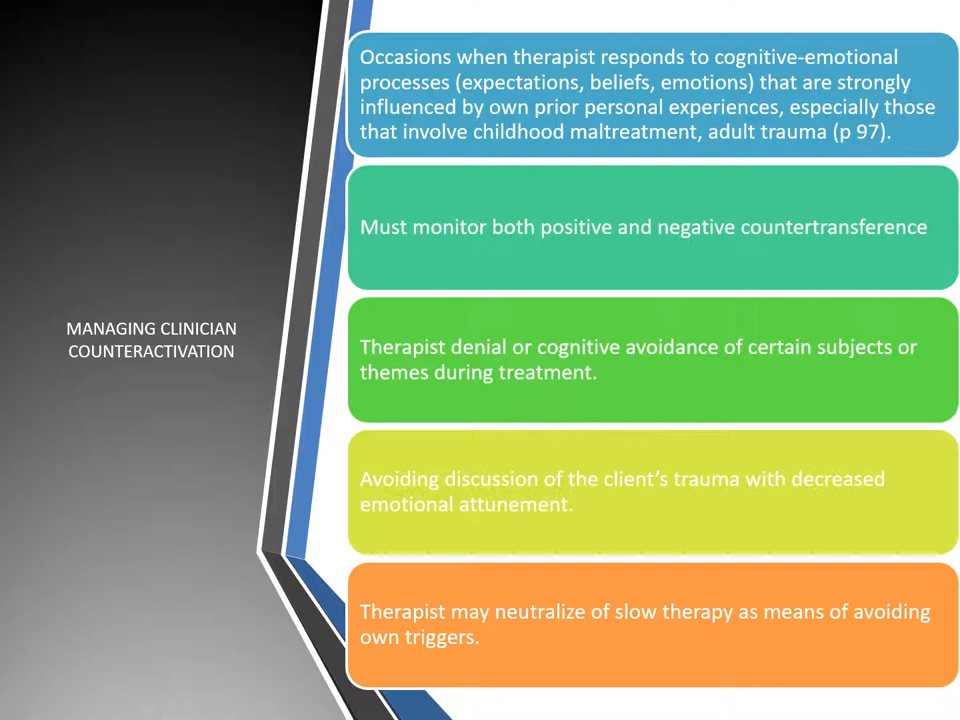 MANAGING CLINICIAN
COUNTERACTIVATION
Occasions when therapist responds to cognitive-emotional
processes (expectations, beliefs, emotions) that are strongly
influenced by own prior personal experiences, especially those
that involve childhood maltreatment, adult trauma (p 97).
Must monitor both positive and negative countertransference
Therapist denial or cognitive avoidance of certain subjects or
themes during treatment.
Avoiding discussion of the client's trauma with decreased
emotional attunement.
Therapist may neutralize of slow therapy as means of avoiding
own triggers.